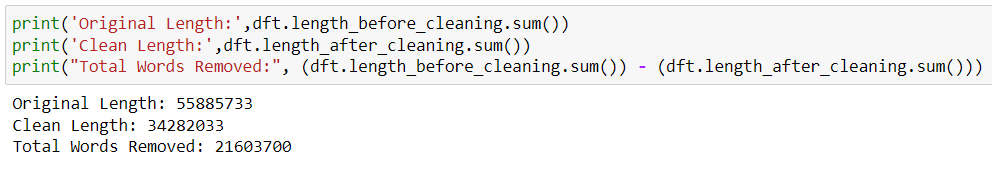 print('Original Length:',dft.length_before_cleaning.sum())
print('Clean Length:',dft.length_after_cleaning.sum())
print("Total Words Removed:", (dft.length_before_cleaning.sum()) - (dft.length_after_cleaning.sum()))
Original Length: 55885733
Clean Length: 34282033
Total Words Removed: 21603700